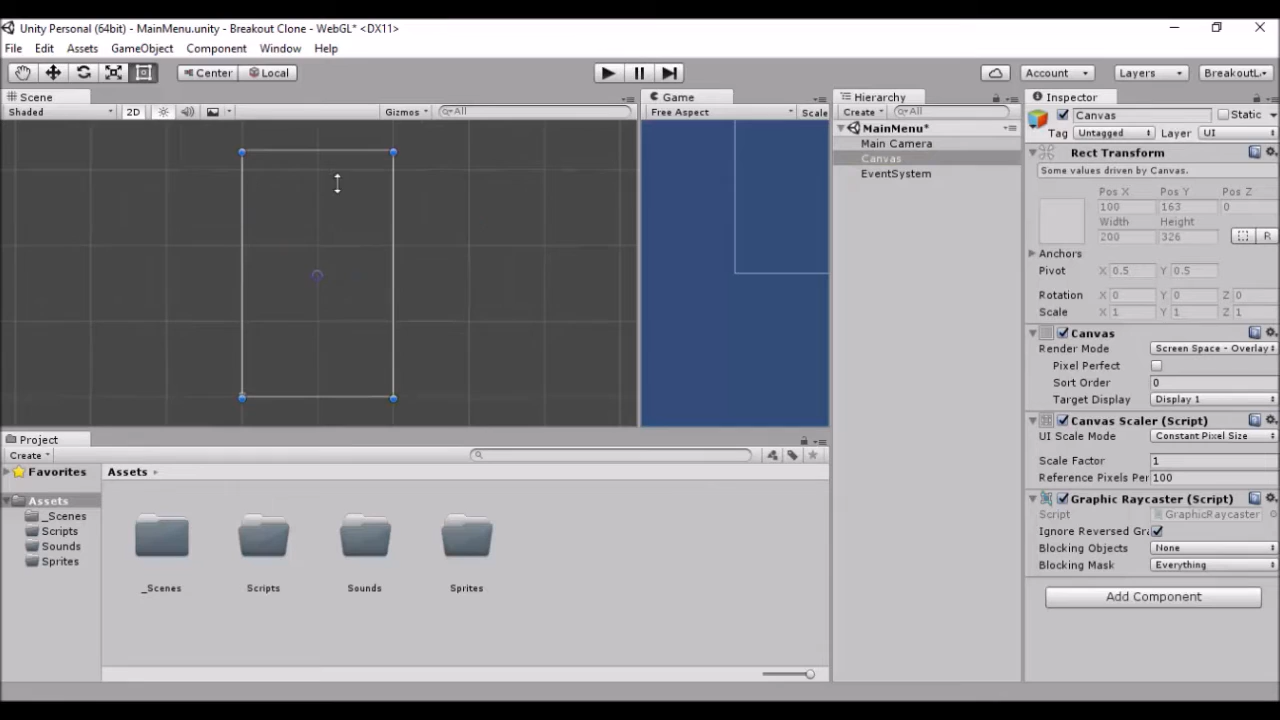 Unity Personal (64bit) - MainMenu.unity - Breakout Clone - WebGL* <DX11>
File Edit Assets GameObject Component Window Help
Center Local Account Layers BreakoutL
Scene Game Hierarchy Inspector
Shaded 2D Gizmos All Free Aspect Scale Create All
Canvas Static
Tag Untagged Layer UI
MainMenu*
Main Camera
Canvas
EventSystem
Rect Transform
Some values driven by Canvas.
Pos X Pos Y Pos Z
100 163 0
Width Height
200 326 R
Anchors
Pivot X 0.5 Y 0.5
Rotation X 0 Y 0 Z 0
Scale X 1 Y 1 Z 1
Canvas
Render Mode Screen Space - Overlay
Pixel Perfect
Sort Order 0
Target Display Display 1
Canvas Scaler (Script)
UI Scale Mode Constant Pixel Size
Scale Factor 1
Reference Pixels Per 100
Graphic Raycaster (Script)
Script GraphicRaycaster
Ignore Reversed Gra
Blocking Objects None
Blocking Mask Everything
Add Component
Project
Create
Favorites
Assets
_Scenes
Scripts
Sounds
Sprites
Assets
_Scenes Scripts Sounds Sprites